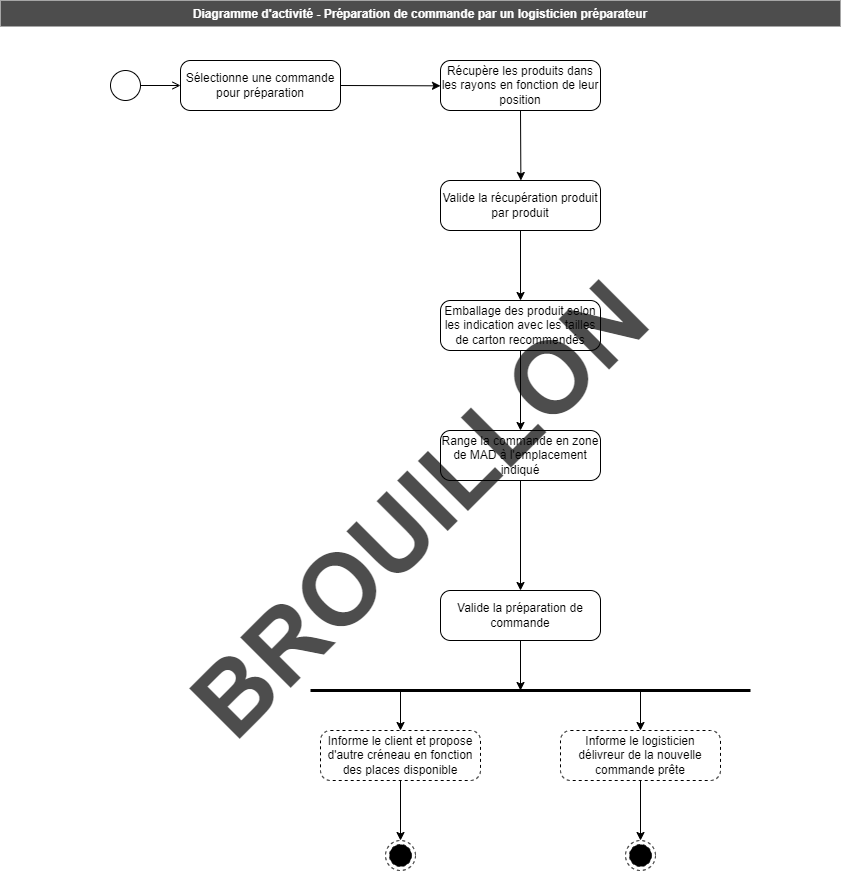 Diagramme d'activité - Préparation de commande par un logisticien préparateur
Sélectionne une commande
pour préparation
Récupère les produits dans
les rayons en fonction de leur
position
Valide la récupération produit
par produit
Emballage des produit selon
les indication avec les tailles
de carton recommendés
Range la commande en zone
de MAD à l'emplacement
indiqué
BROUILLON
Valide la préparation de
commande
Informe le client et propose
d'autre créneau en fonction
des places disponible
Informe le logisticien
délivreur de la nouvelle
commande prête